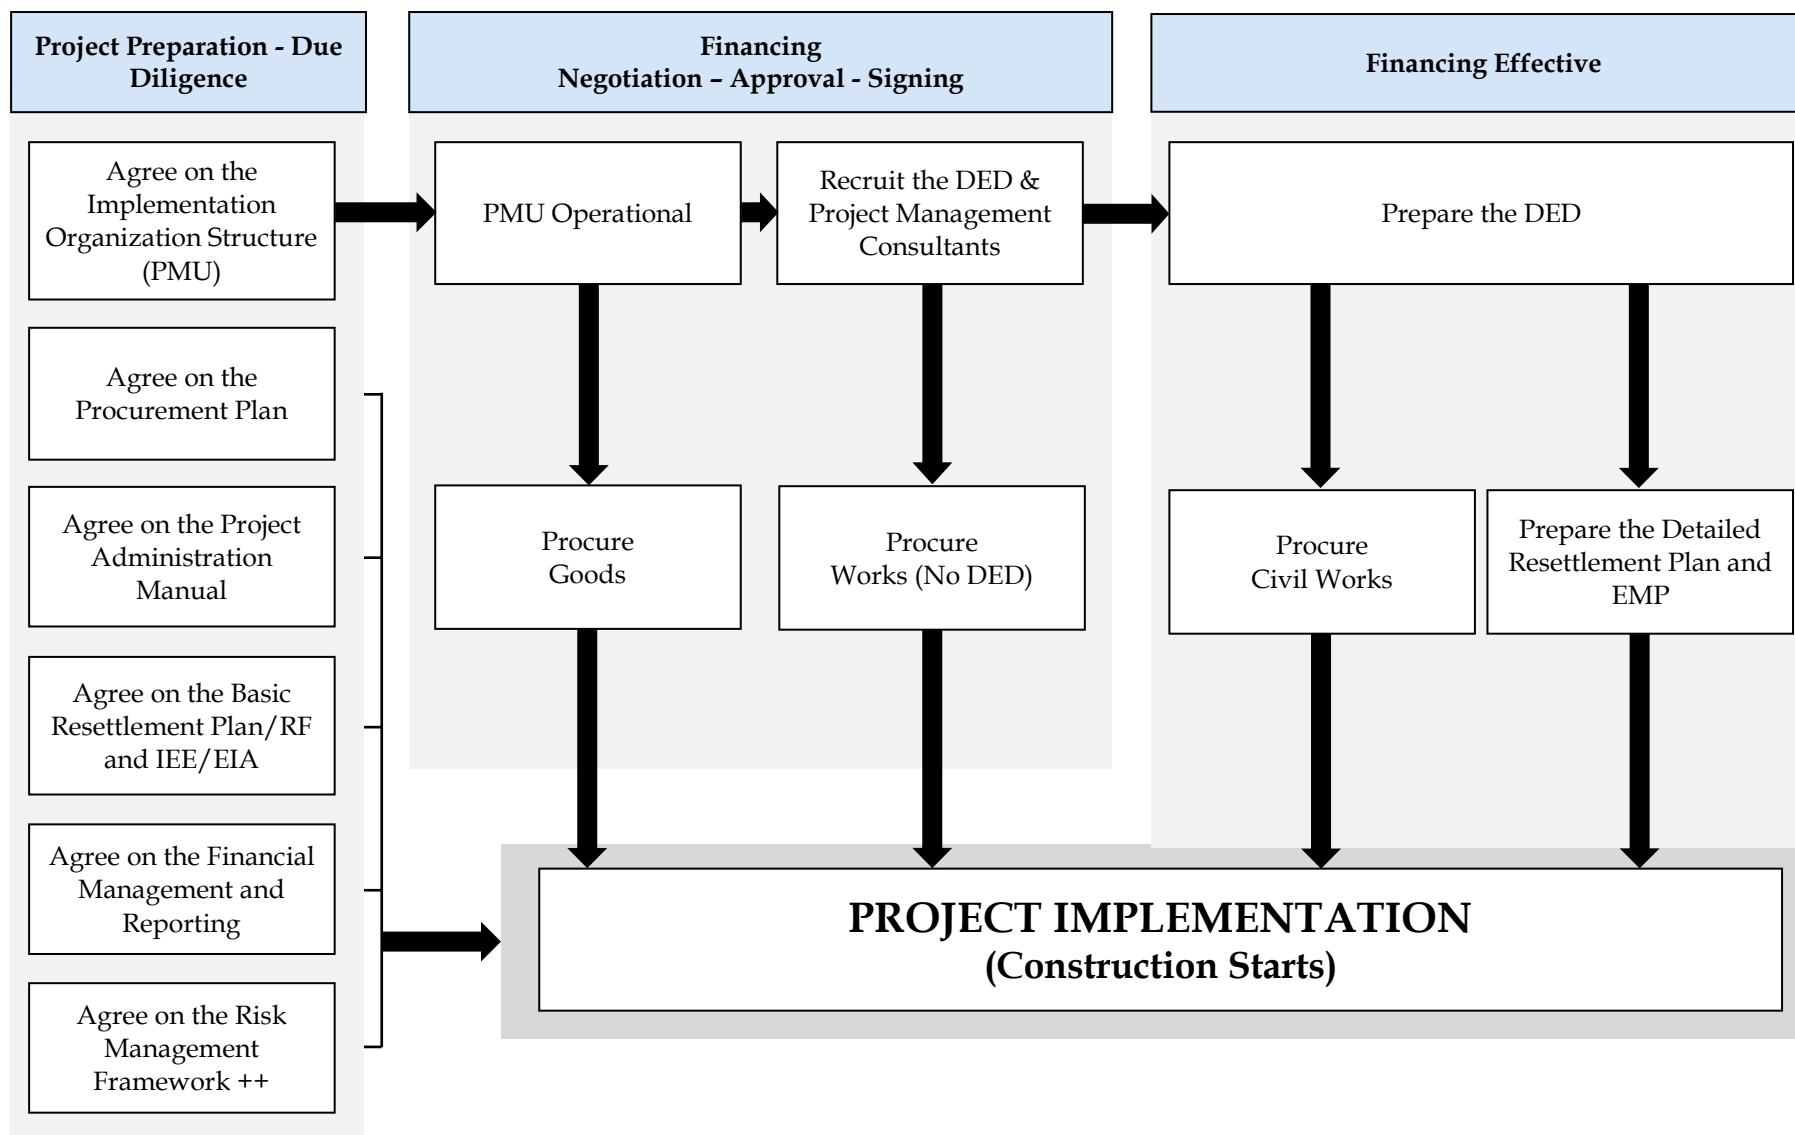 Project Preparation - Due
Diligence
Financing
Negotiation – Approval - Signing
Financing Effective
Agree on the
Implementation
Organization Structure
(PMU)
PMU Operational
Recruit the DED &
Project Management
Consultants
Prepare the DED
Agree on the
Procurement Plan
Agree on the Project
Administration
Manual
Procure
Goods
Procure
Works (No DED)
Procure
Civil Works
Prepare the Detailed
Resettlement Plan and
EMP
Agree on the Basic
Resettlement Plan/RF
and IEE/EIA
Agree on the Financial
Management and
Reporting
PROJECT IMPLEMENTATION
(Construction Starts)
Agree on the Risk
Management
Framework ++